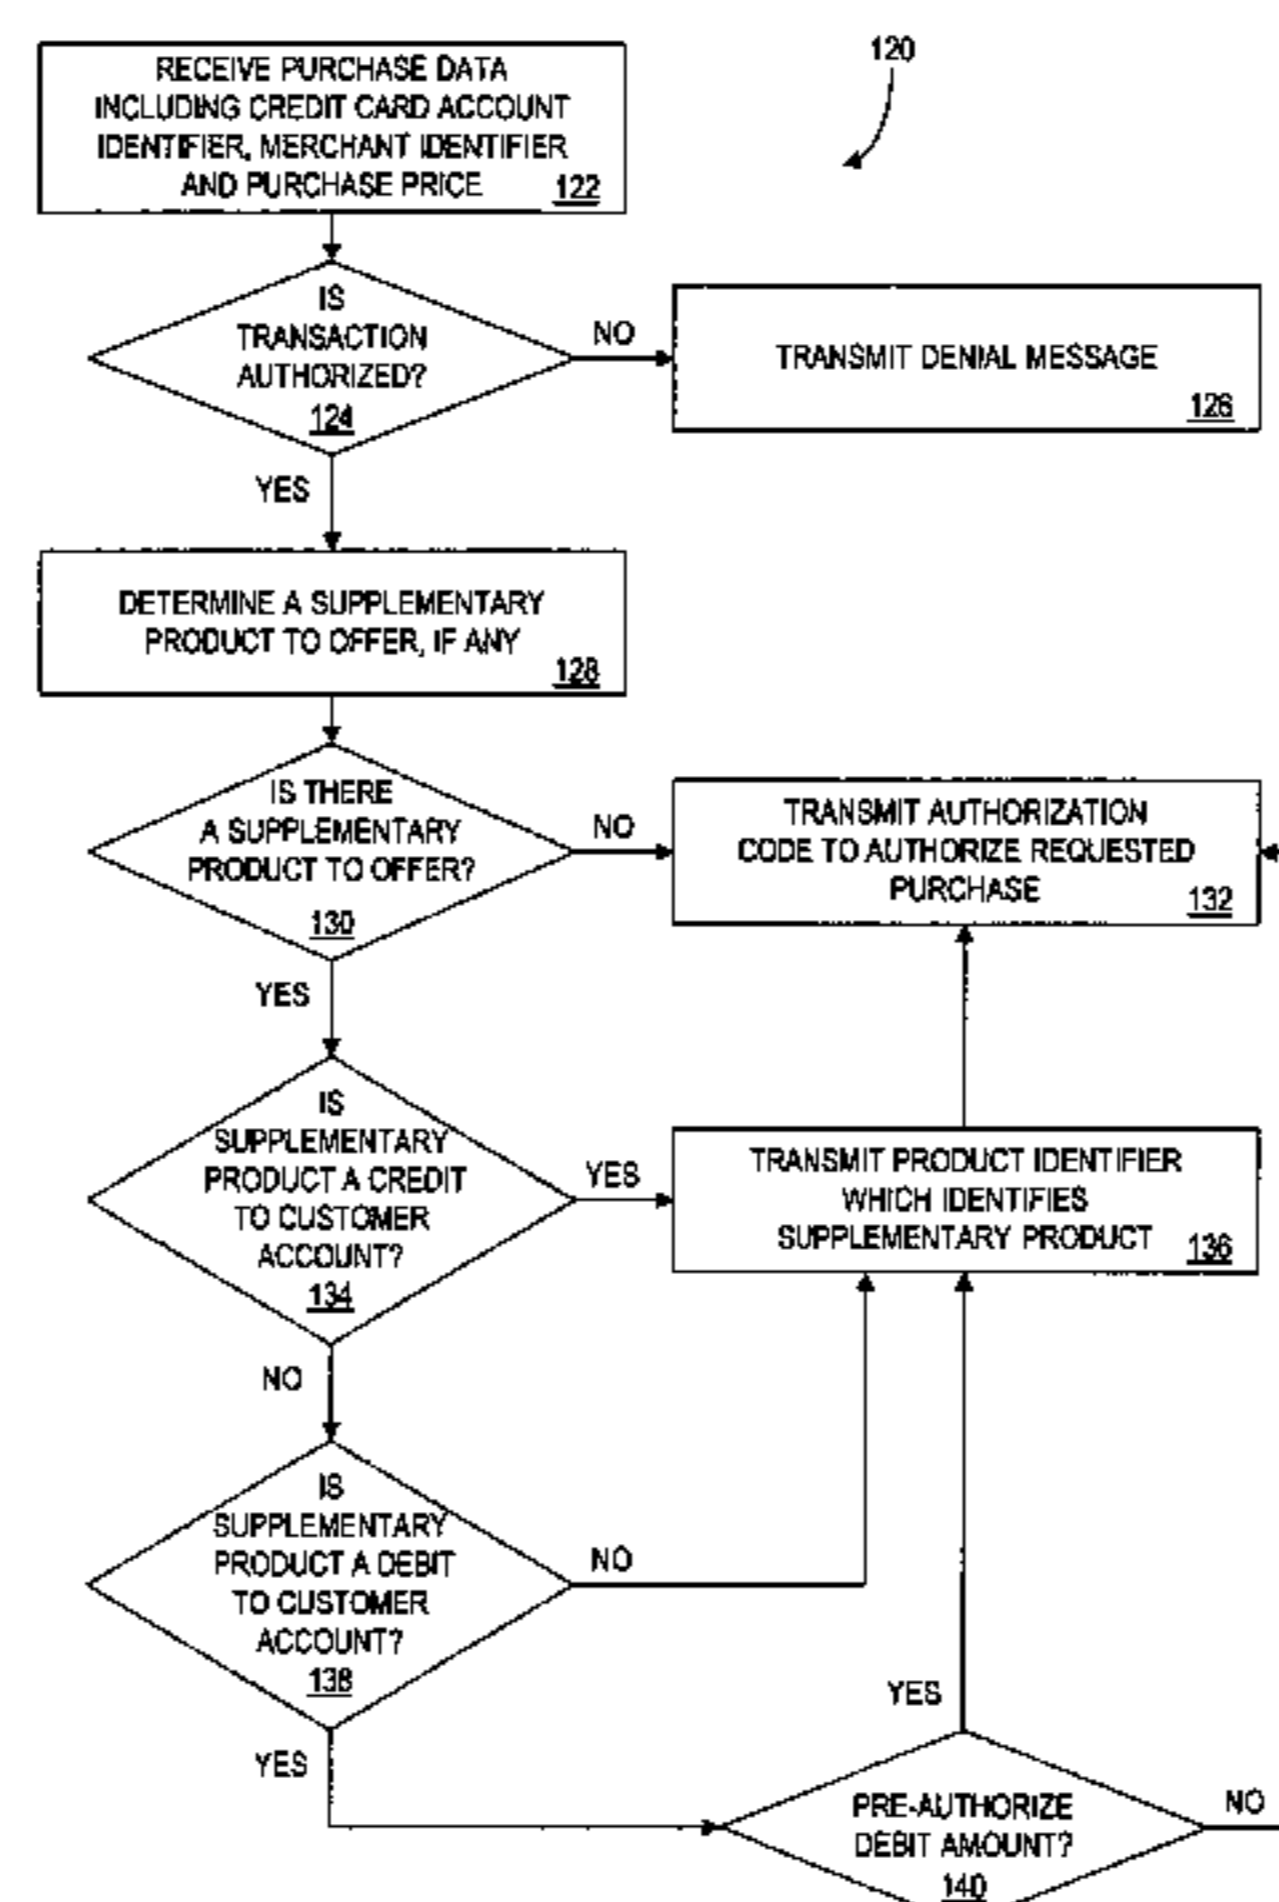 120
RECEIVE PURCHASE DATA
INCLUDING CREDIT CARD ACCOUNT
IDENTIFIER, MERCHANT IDENTIFIER
AND PURCHASE PRICE 122
IS
TRANSACTION
AUTHORIZED?
124
NO
TRANSMIT DENIAL MESSAGE
126
YES
DETERMINE A SUPPLEMENTARY
PRODUCT TO OFFER, IF ANY
128
IS THERE
A SUPPLEMENTARY
PRODUCT TO OFFER?
130
NO
TRANSMIT AUTHORIZATION
CODE TO AUTHORIZE REQUESTED
PURCHASE 132
YES
IS
SUPPLEMENTARY
PRODUCT A CREDIT
TO CUSTOMER
ACCOUNT?
134
YES
TRANSMIT PRODUCT IDENTIFIER
WHICH IDENTIFIES
SUPPLEMENTARY PRODUCT 136
NO
IS
SUPPLEMENTARY
PRODUCT A DEBIT
TO CUSTOMER
ACCOUNT?
138
NO
YES
YES
PRE-AUTHORIZE
DEBIT AMOUNT?
140
NO